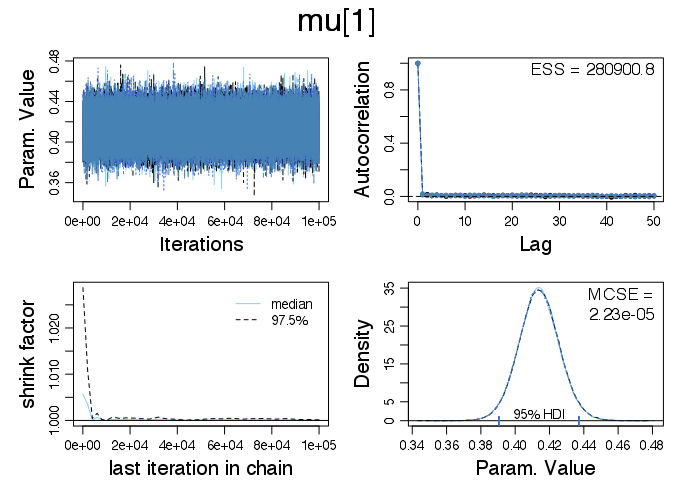 mu[1]
Param. Value
0.36 0.40 0.44 0.48
0e+00 2e+04 4e+04 6e+04 8e+04 1e+05
Iterations
Autocorrelation
0.0 0.4 0.8
ESS = 280900.8
0 10 20 30 40 50
Lag
shrink factor
1.000 1.010 1.020
median
97.5%
0e+00 2e+04 4e+04 6e+04 8e+04 1e+05
last iteration in chain
Density
0 5 15 25 35
MCSE =
2.23e-05
95% HDI
0.34 0.36 0.38 0.40 0.42 0.44 0.46 0.48
Param. Value